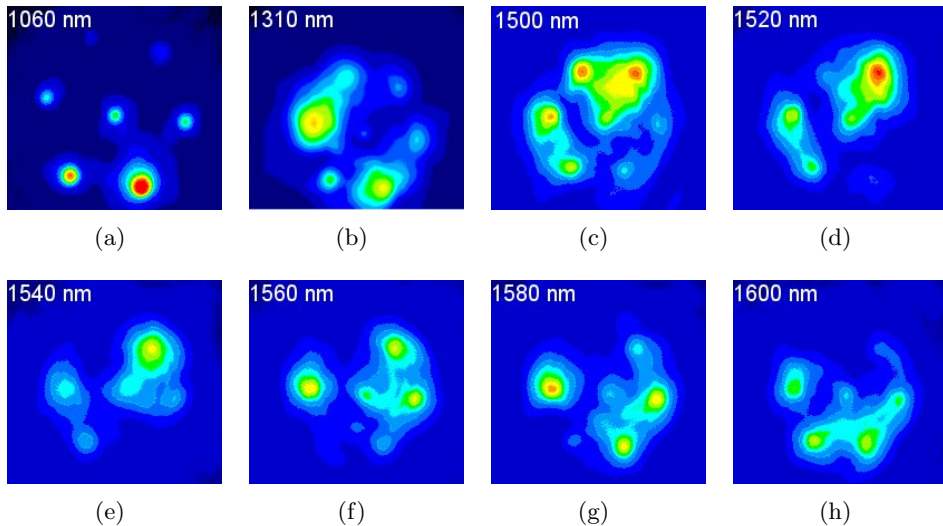 1060 nm
1310 nm
1500 nm
1520 nm
(a)
(b)
(c)
(d)
1540 nm
1560 nm
1580 nm
1600 nm
(e)
(f)
(g)
(h)